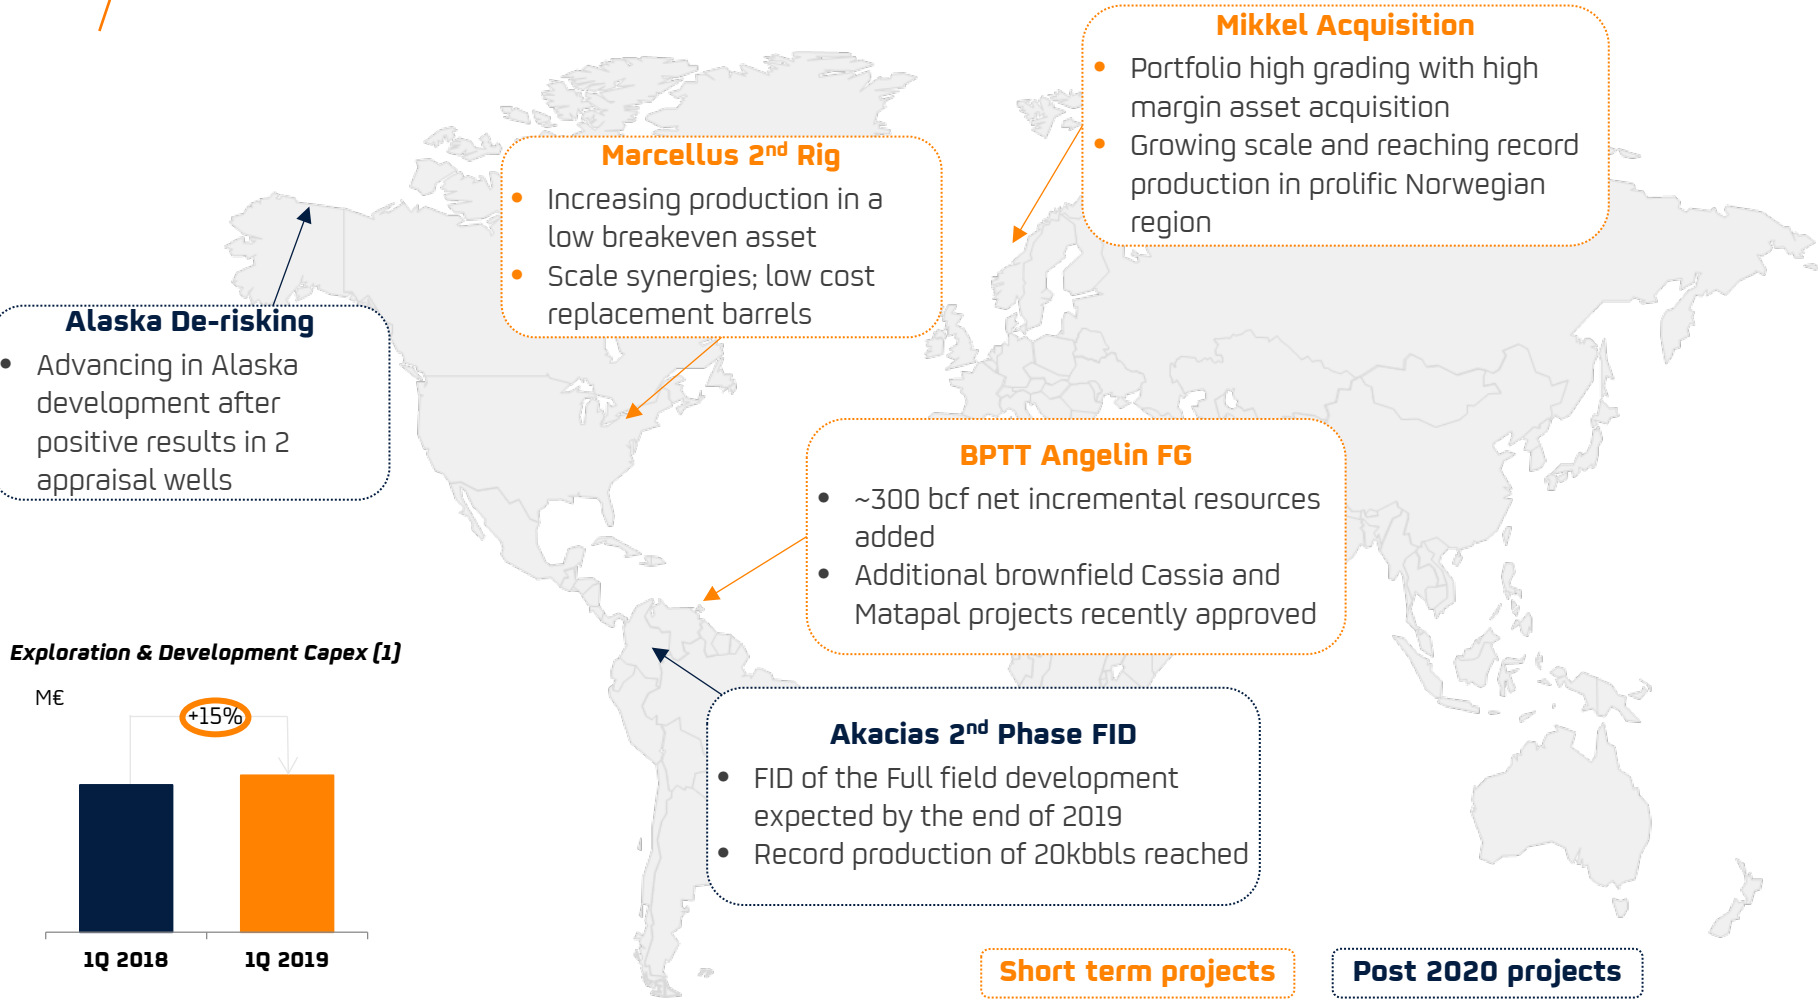 Mikkel Acquisition
• Portfolio high grading with high
margin asset acquisition
• Growing scale and reaching record
production in prolific Norwegian
region
Marcellus 2nd Rig
• Increasing production in a
low breakeven asset
• Scale synergies; low cost
replacement barrels
Alaska De-risking
• Advancing in Alaska
development after
positive results in 2
appraisal wells
BPTT Angelin FG
• ~300 bcf net incremental resources
added
• Additional brownfield Cassia and
Matapal projects recently approved
Exploration & Development Capex (1)
M€
+15%
1Q 2018
1Q 2019
Akacias 2nd Phase FID
• FID of the Full field development
expected by the end of 2019
• Record production of 20kbbls reached
Short term projects
Post 2020 projects